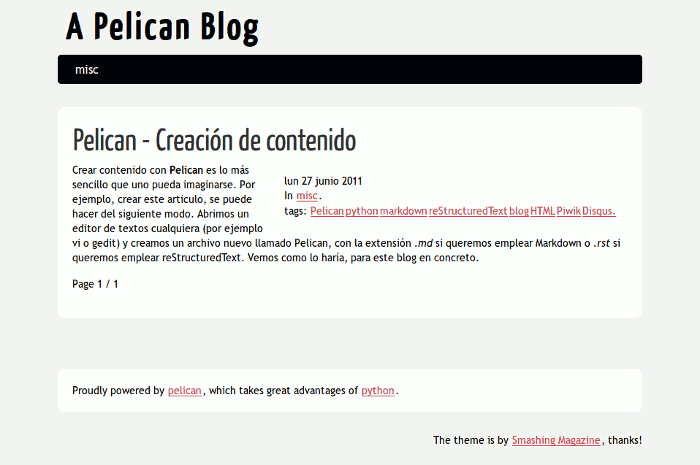 A Pelican Blog
misc
Pelican - Creación de contenido
Crear contenido con Pelican es lo más
sencillo que uno pueda imaginarse. Por
ejemplo, crear este artículo, se puede
hacer del siguiente modo. Abrimos un
editor de textos cualquiera (por ejemplo
vi o gedit) y creamos un archivo nuevo llamado Pelican, con la extensión .md si queremos emplear Markdown o .rst si
queremos emplear reStructuredText. Vemos como lo haría, para este blog en concreto.
lun 27 junio 2011
In misc.
tags: Pelican python markdown reStructuredText blog HTML Piwik Disqus.
Page 1 / 1
Proudly powered by pelican, which takes great advantages of python.
The theme is by Smashing Magazine, thanks!